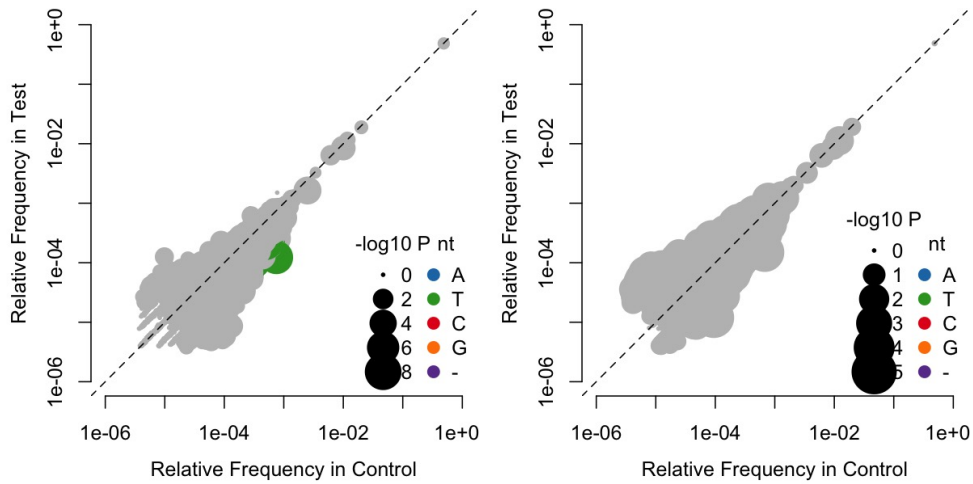 1e+0
1e-02
1e-04
1e-06
Relative Frequency in Test
1e-06
1e-04
1e-02
1e+0
Relative Frequency in Control
-log10 P nt
0
2
4
6
8
A
T
C
G
-
1e+0
1e-02
1e-04
1e-06
Relative Frequency in Test
1e-06
1e-04
1e-02
1e+0
Relative Frequency in Control
-log10 P
nt
0
1
2
3
4
5
A
T
C
G
-